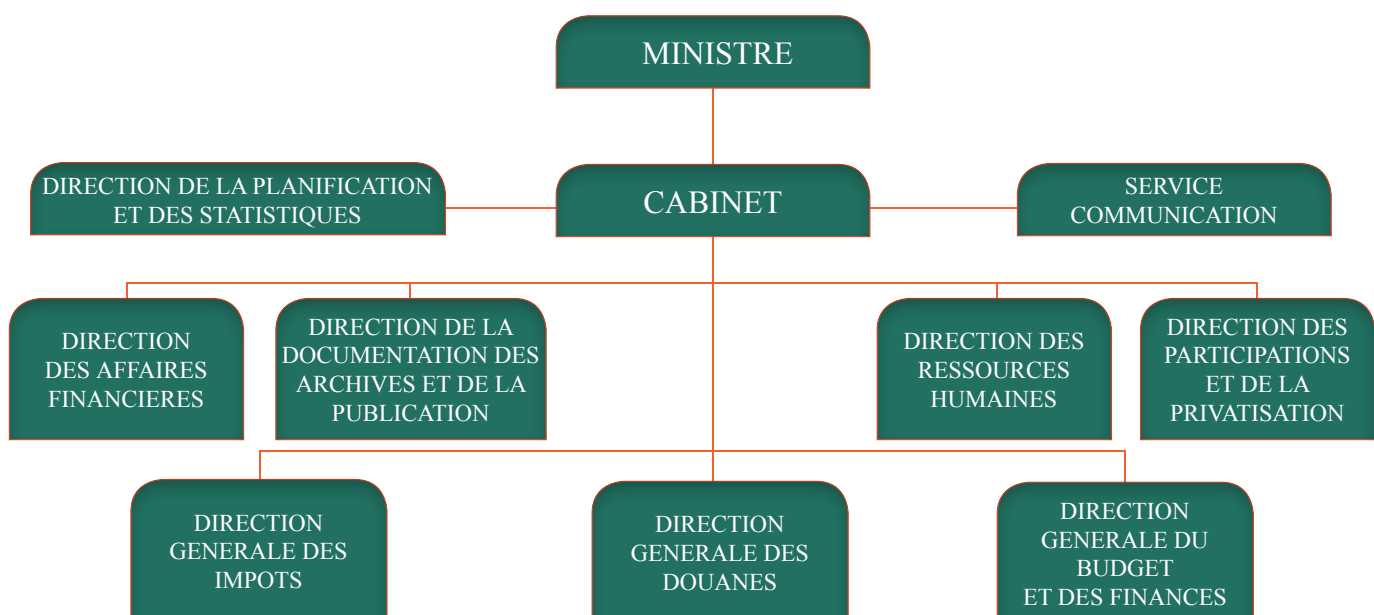 MINISTRE
DIRECTION DE LA PLANIFICATION
ET DES STATISTIQUES
CABINET
SERVICE
COMMUNICATION
DIRECTION
DES AFFAIRES
FINANCIERES
DIRECTION DE LA
DOCUMENTATION DES
ARCHIVES ET DE LA
PUBLICATION
DIRECTION DES
RESSOURCES
HUMAINES
DIRECTION DES
PARTICIPATIONS
ET DE LA
PRIVATISATION
DIRECTION
GENERALE DES
IMPOTS
DIRECTION
GENERALE DES
DOUANES
DIRECTION
GENERALE DU
BUDGET
ET DES FINANCES